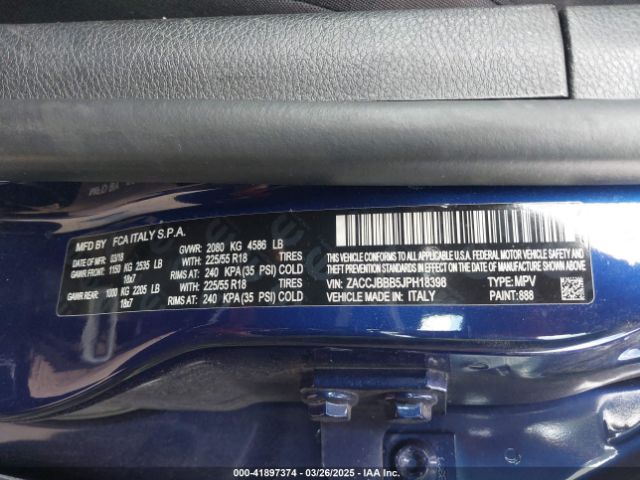 MFD BY FCA ITALY S.P.A.
DATE: 03/18 GVWR: 2080 KG 4586 LB
GAWR FRONT: 1150 KG 2535 LB WITH: 225/55 R18 TIRES
18x7 RIMS AT: 240 KPA (35 PSI) COLD
GAWR REAR: 1000 KG 2205 LB WITH: 225/55 R18 TIRES
18x7 RIMS AT: 240 KPA (35 PSI) COLD
THIS VEHICLE CONFORMS TO ALL APPLICABLE
FEDERAL MOTOR VEHICLE SAFETY, BUMPER, AND THEFT PREVENTION
STANDARDS IN EFFECT ON THE DATE OF MANUFACTURE SHOWN ABOVE.
VIN: ZACCJBBB5JPH18398 TYPE: MPV
VEHICLE MADE IN: ITALY PAINT: 888
00-41897374 | 03/26/2025 | IAA Inc.